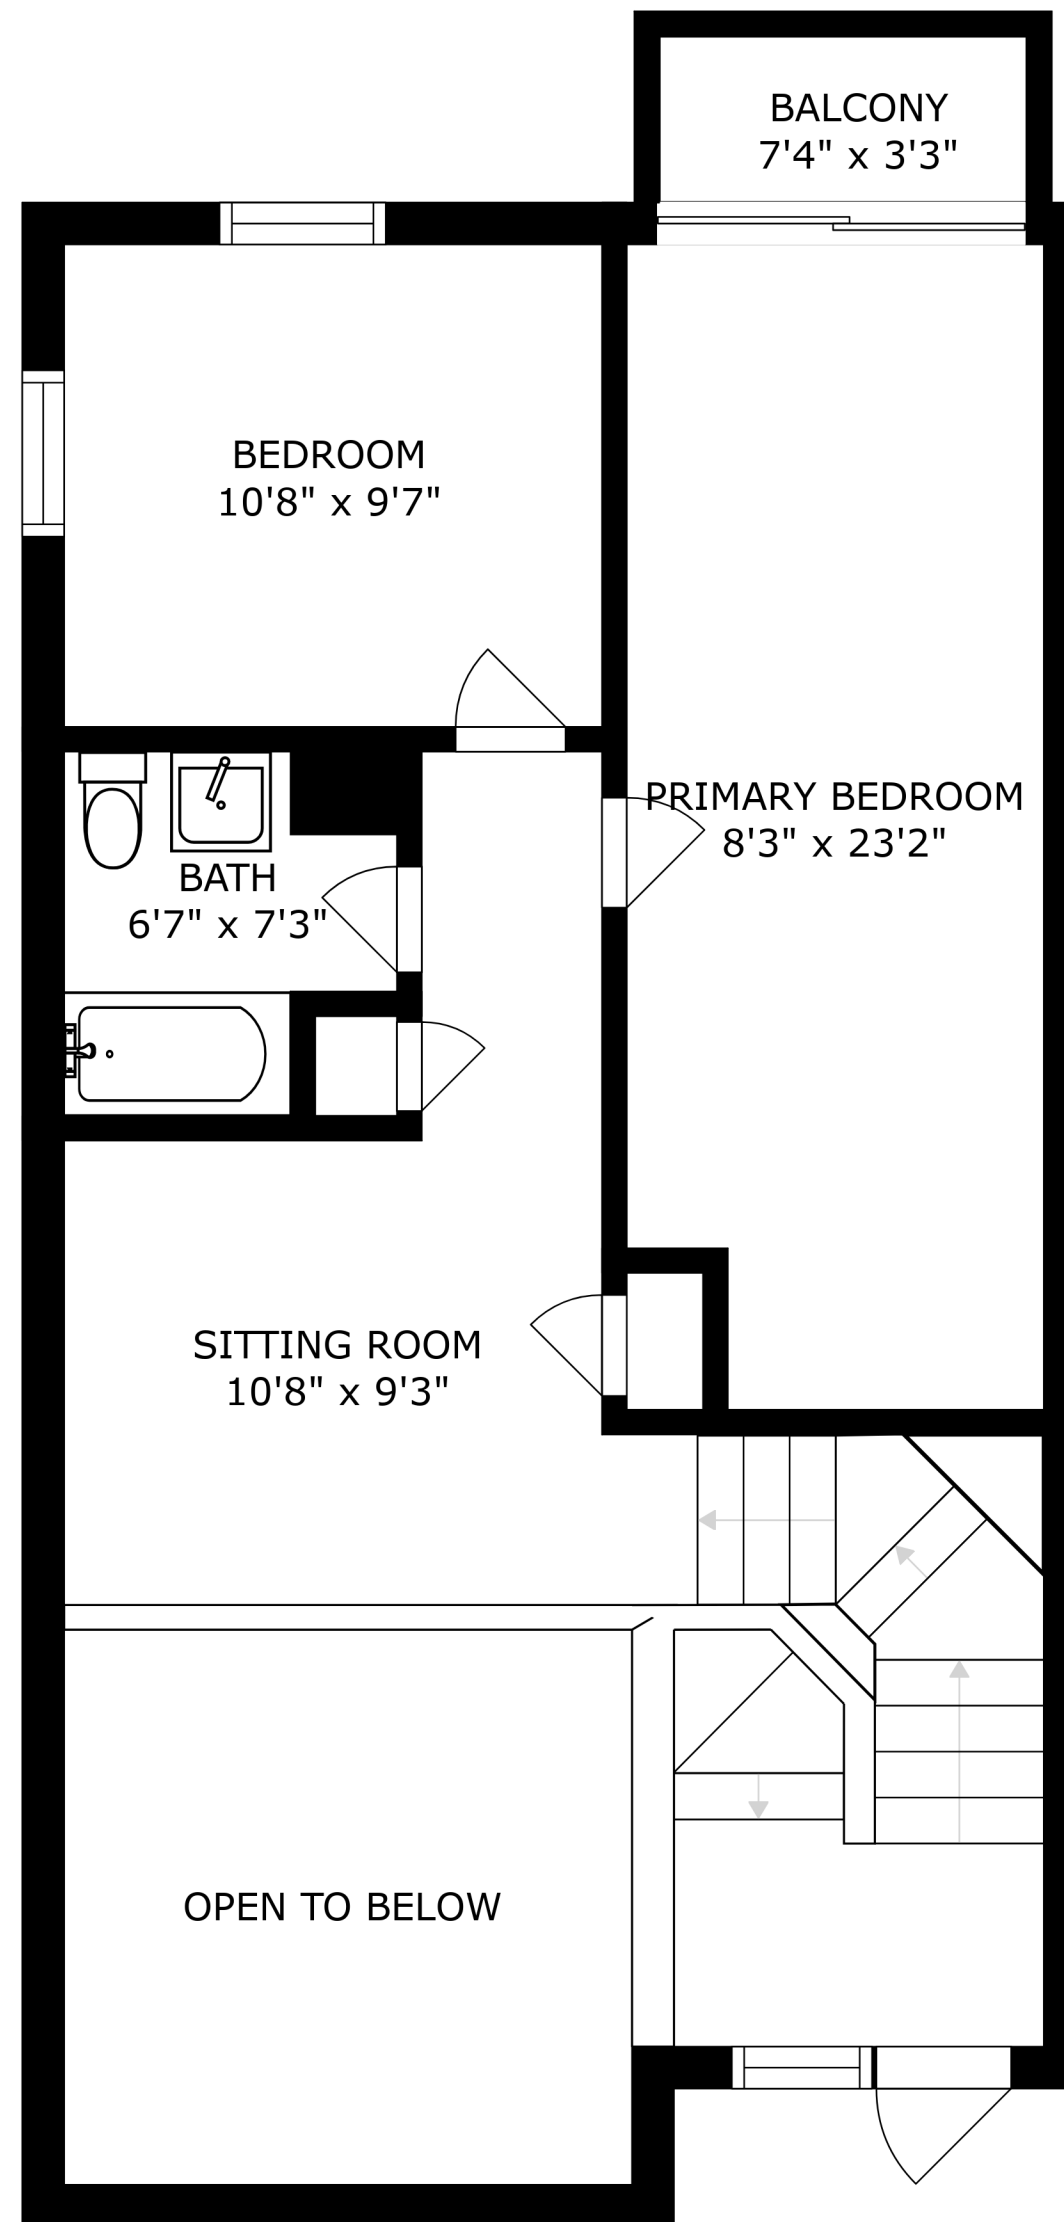 BALCONY
7'4" x 3'3"
BEDROOM
10'8" x 9'7"
PRIMARY BEDROOM
8'3" x 23'2"
BATH
6'7" x 7'3"
SITTING ROOM
10'8" x 9'3"
OPEN TO BELOW